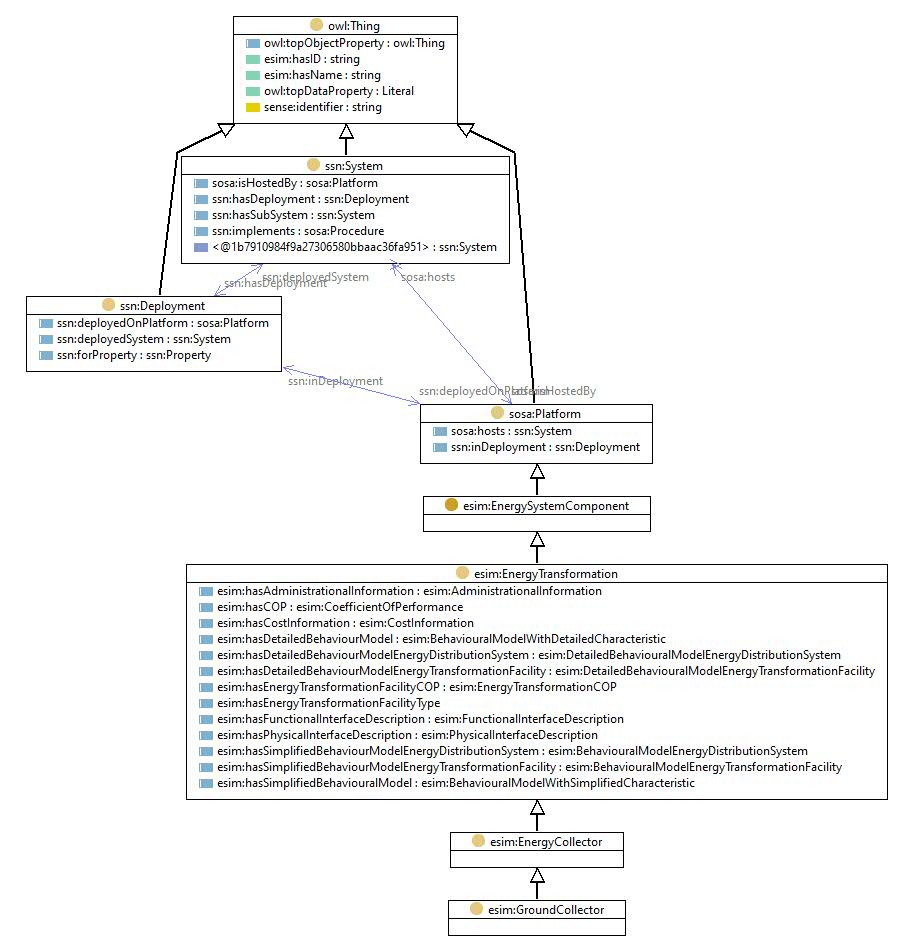 owl:Thing
owl:topObjectProperty : owl:Thing
esim:hasID : string
esim:hasName : string
owl:topDataProperty : Literal
sense:identifier : string
ssn:System
sosa:isHostedBy : sosa:Platform
ssn:hasDeployment : ssn:Deployment
ssn:hasSubSystem : ssn:System
ssn:implements : sosa:Procedure
<@1b7910984f9a27306580bbaac36fa951> : ssn:System
ssn:deployedSystem
sosa:hosts
ssn:hasDeployment
ssn:Deployment
ssn:deployedOnPlatform : sosa:Platform
ssn:deployedSystem : ssn:System
ssn:forProperty : ssn:Property
ssn:inDeployment
ssn:deployedOnPlatform
sosa:isHostedBy
sosa:Platform
sosa:hosts : ssn:System
ssn:inDeployment : ssn:Deployment
esim:EnergySystemComponent
esim:EnergyTransformation
esim:hasAdministrationalInformation : esim:AdministrationalInformation
esim:hasCOP : esim:CoefficientOfPerformance
esim:hasCostInformation : esim:CostInformation
esim:hasDetailedBehaviourModel : esim:BehaviouralModelWithDetailedCharacteristic
esim:hasDetailedBehaviourModelEnergyDistributionSystem : esim:DetailedBehaviouralModelEnergyDistributionSystem
esim:hasDetailedBehaviourModelEnergyTransformationFacility : esim:DetailedBehaviouralModelEnergyTransformationFacility
esim:hasEnergyTransformationFacilityCOP : esim:EnergyTransformationCOP
esim:hasEnergyTransformationFacilityType
esim:hasFunctionalInterfaceDescription : esim:FunctionalInterfaceDescription
esim:hasPhysicalInterfaceDescription : esim:PhysicalInterfaceDescription
esim:hasSimplifiedBehaviourModelEnergyDistributionSystem : esim:BehaviouralModelEnergyDistributionSystem
esim:hasSimplifiedBehaviourModelEnergyTransformationFacility : esim:BehaviouralModelEnergyTransformationFacility
esim:hasSimplifiedBehaviouralModel : esim:BehaviouralModelWithSimplifiedCharacteristic
esim:EnergyCollector
esim:GroundCollector